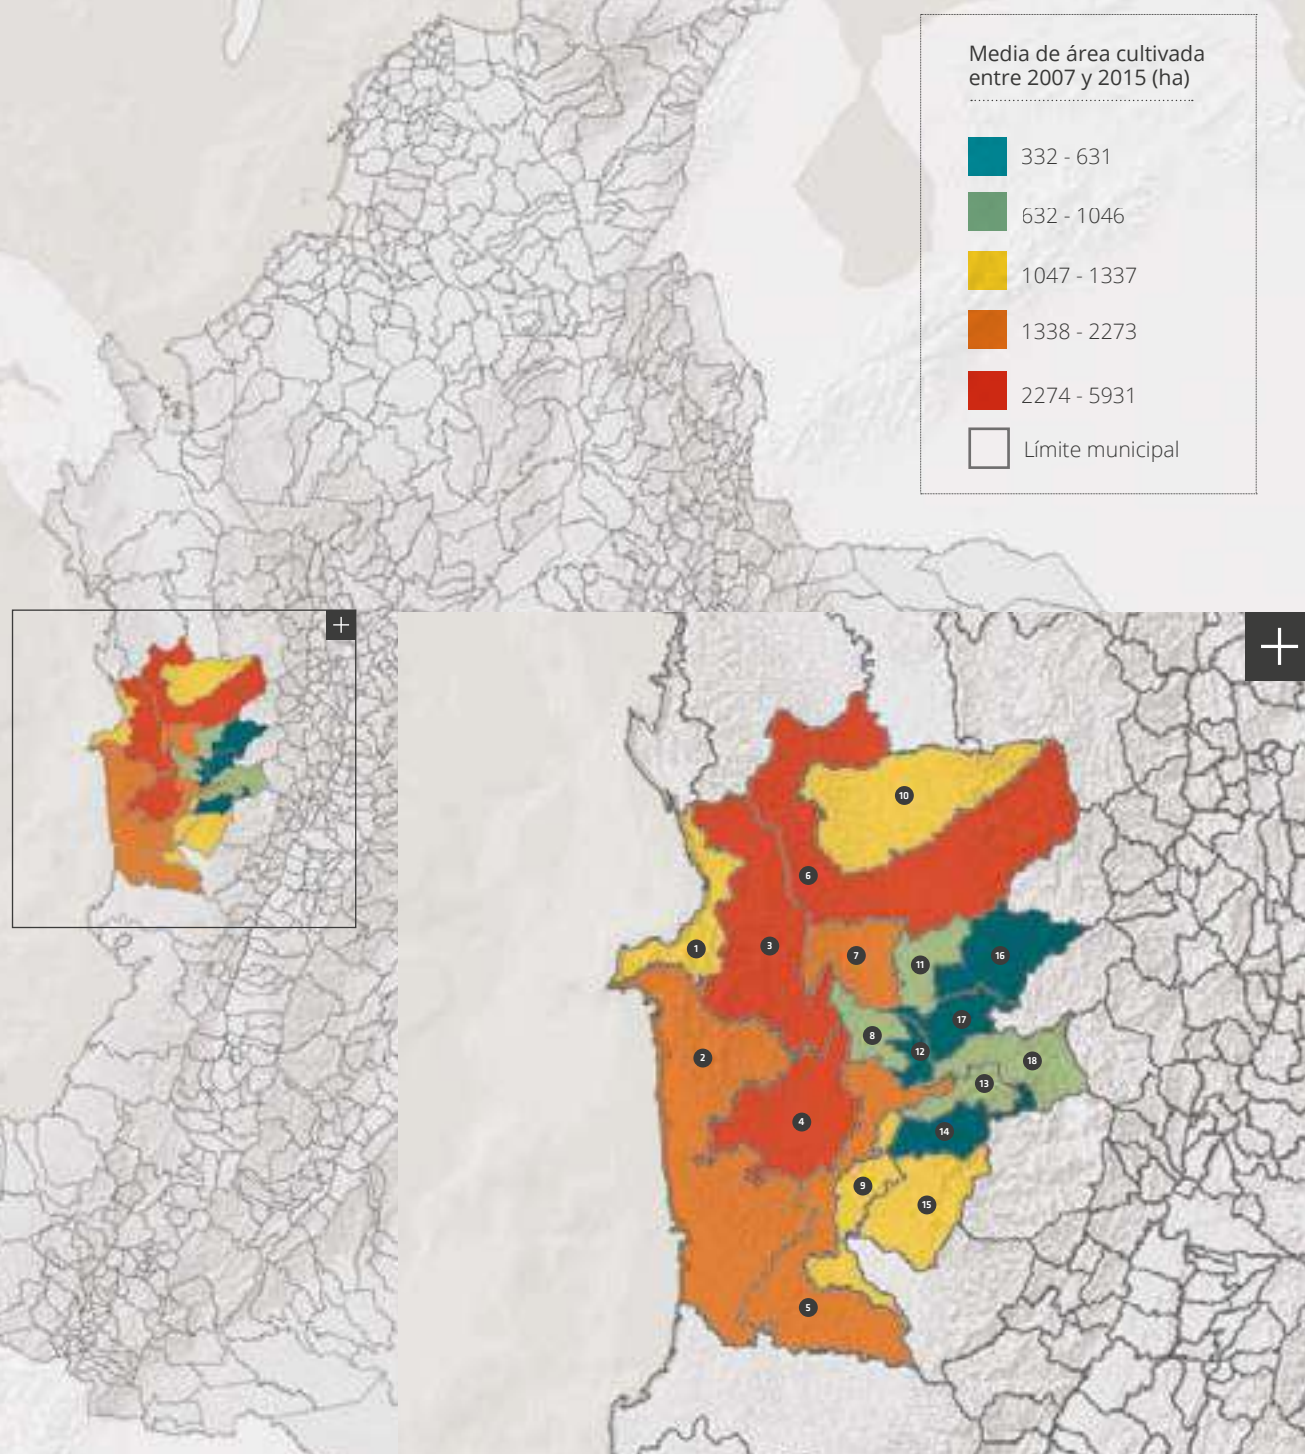 Media de área cultivada
entre 2007 y 2015 (ha)
332 - 631
632 - 1046
1047 - 1337
1338 - 2273
2274 - 5931
Límite municipal
+
+
10
6
1
3
7
11
16
8
17
12
2
18
13
4
14
9
15
5